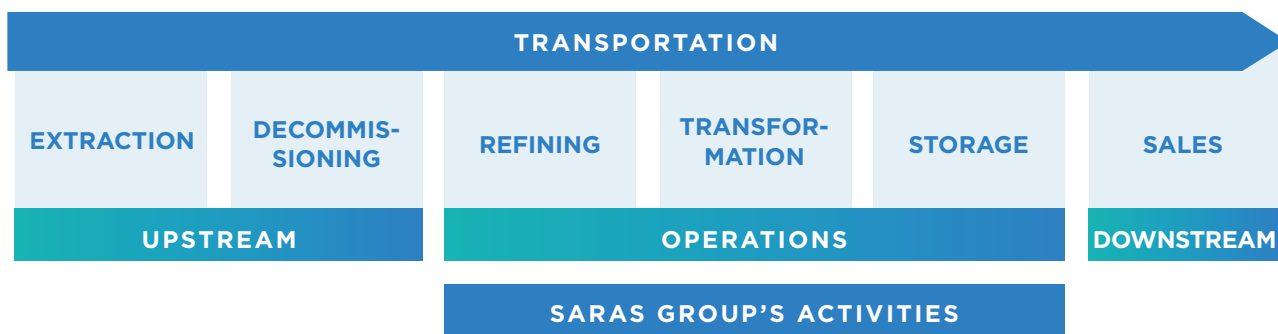 TRANSPORTATION
EXTRACTION
DECOMMIS-
SIONING
REFINING
TRANSFOR-
MATION
STORAGE
SALES
UPSTREAM
OPERATIONS
DOWNSTREAM
SARAS GROUP’S ACTIVITIES